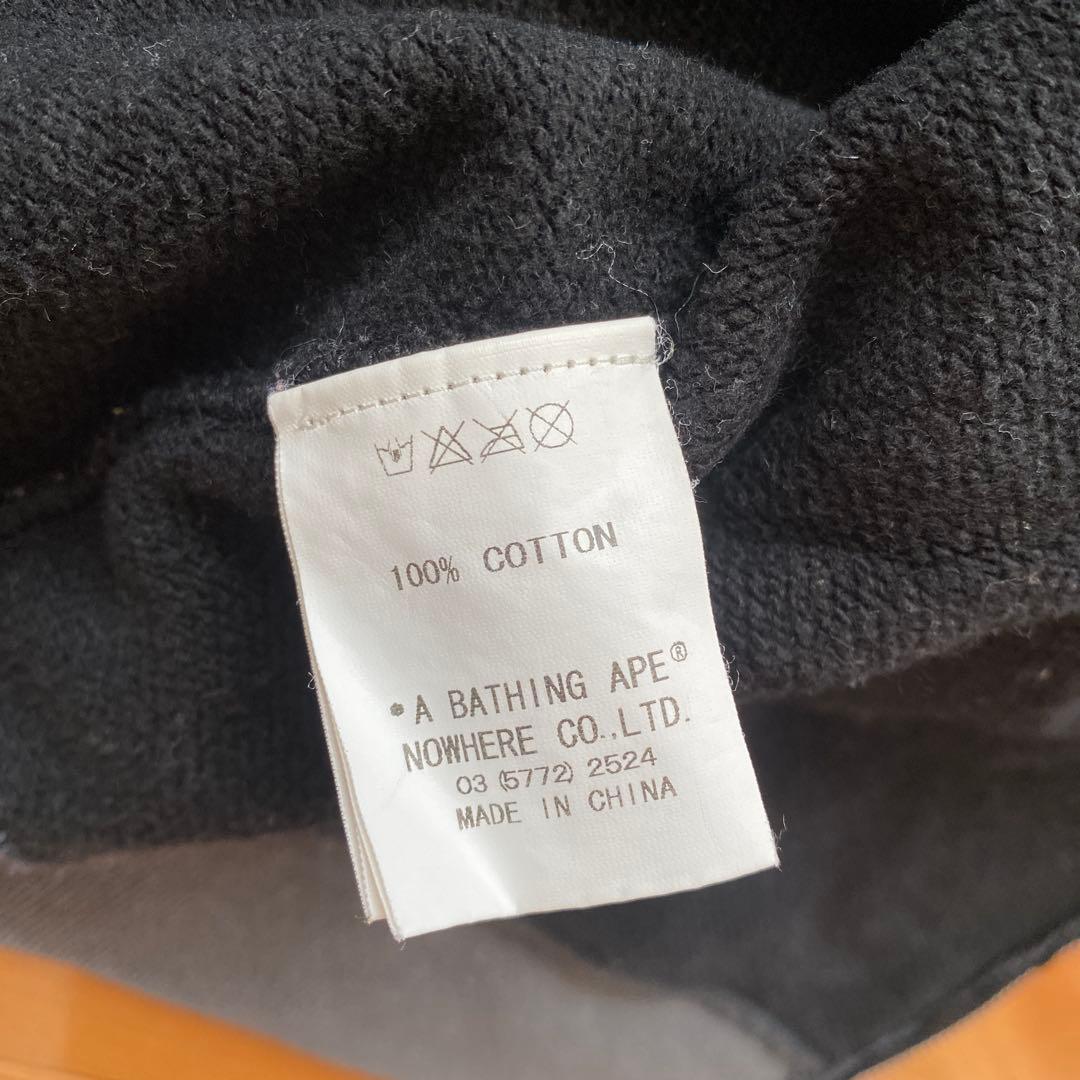 100% COTTON
•A BATHING APE®
NOWHERE CO.,LTD.
03 (5772) 2524
MADE IN CHINA